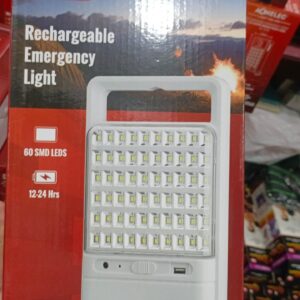 Rechargeable
Emergency
Light
60 SMD LEDS
12-24 Hrs